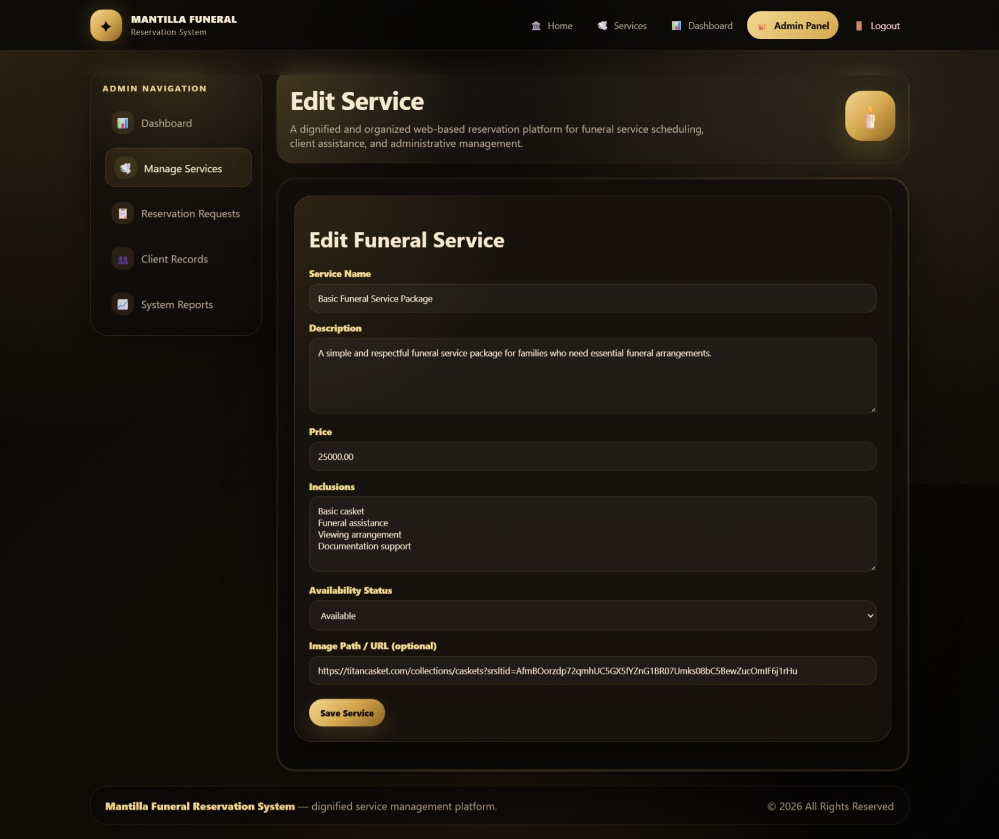 MANTILLA FUNERAL
Reservation System
Home
Services
Dashboard
Admin Panel
Logout
ADMIN NAVIGATION
Dashboard
Manage Services
Reservation Requests
Client Records
System Reports
Edit Service
A dignified and organized web-based reservation platform for funeral service scheduling,
client assistance, and administrative management.
Edit Funeral Service
Service Name
Basic Funeral Service Package
Description
A simple and respectful funeral service package for families who need essential funeral arrangements.
Price
25000.00
Inclusions
Basic casket
Funeral assistance
Viewing arrangement
Documentation support
Availability Status
Available
Image Path / URL (optional)
https://titancasket.com/collections/caskets?srsltid=AfmBOorzdp72qmhUC5GX5fYZnG1BR07Umks08bC5BewZucOmIF6j1rHu
Save Service
Mantilla Funeral Reservation System — dignified service management platform.
© 2026 All Rights Reserved